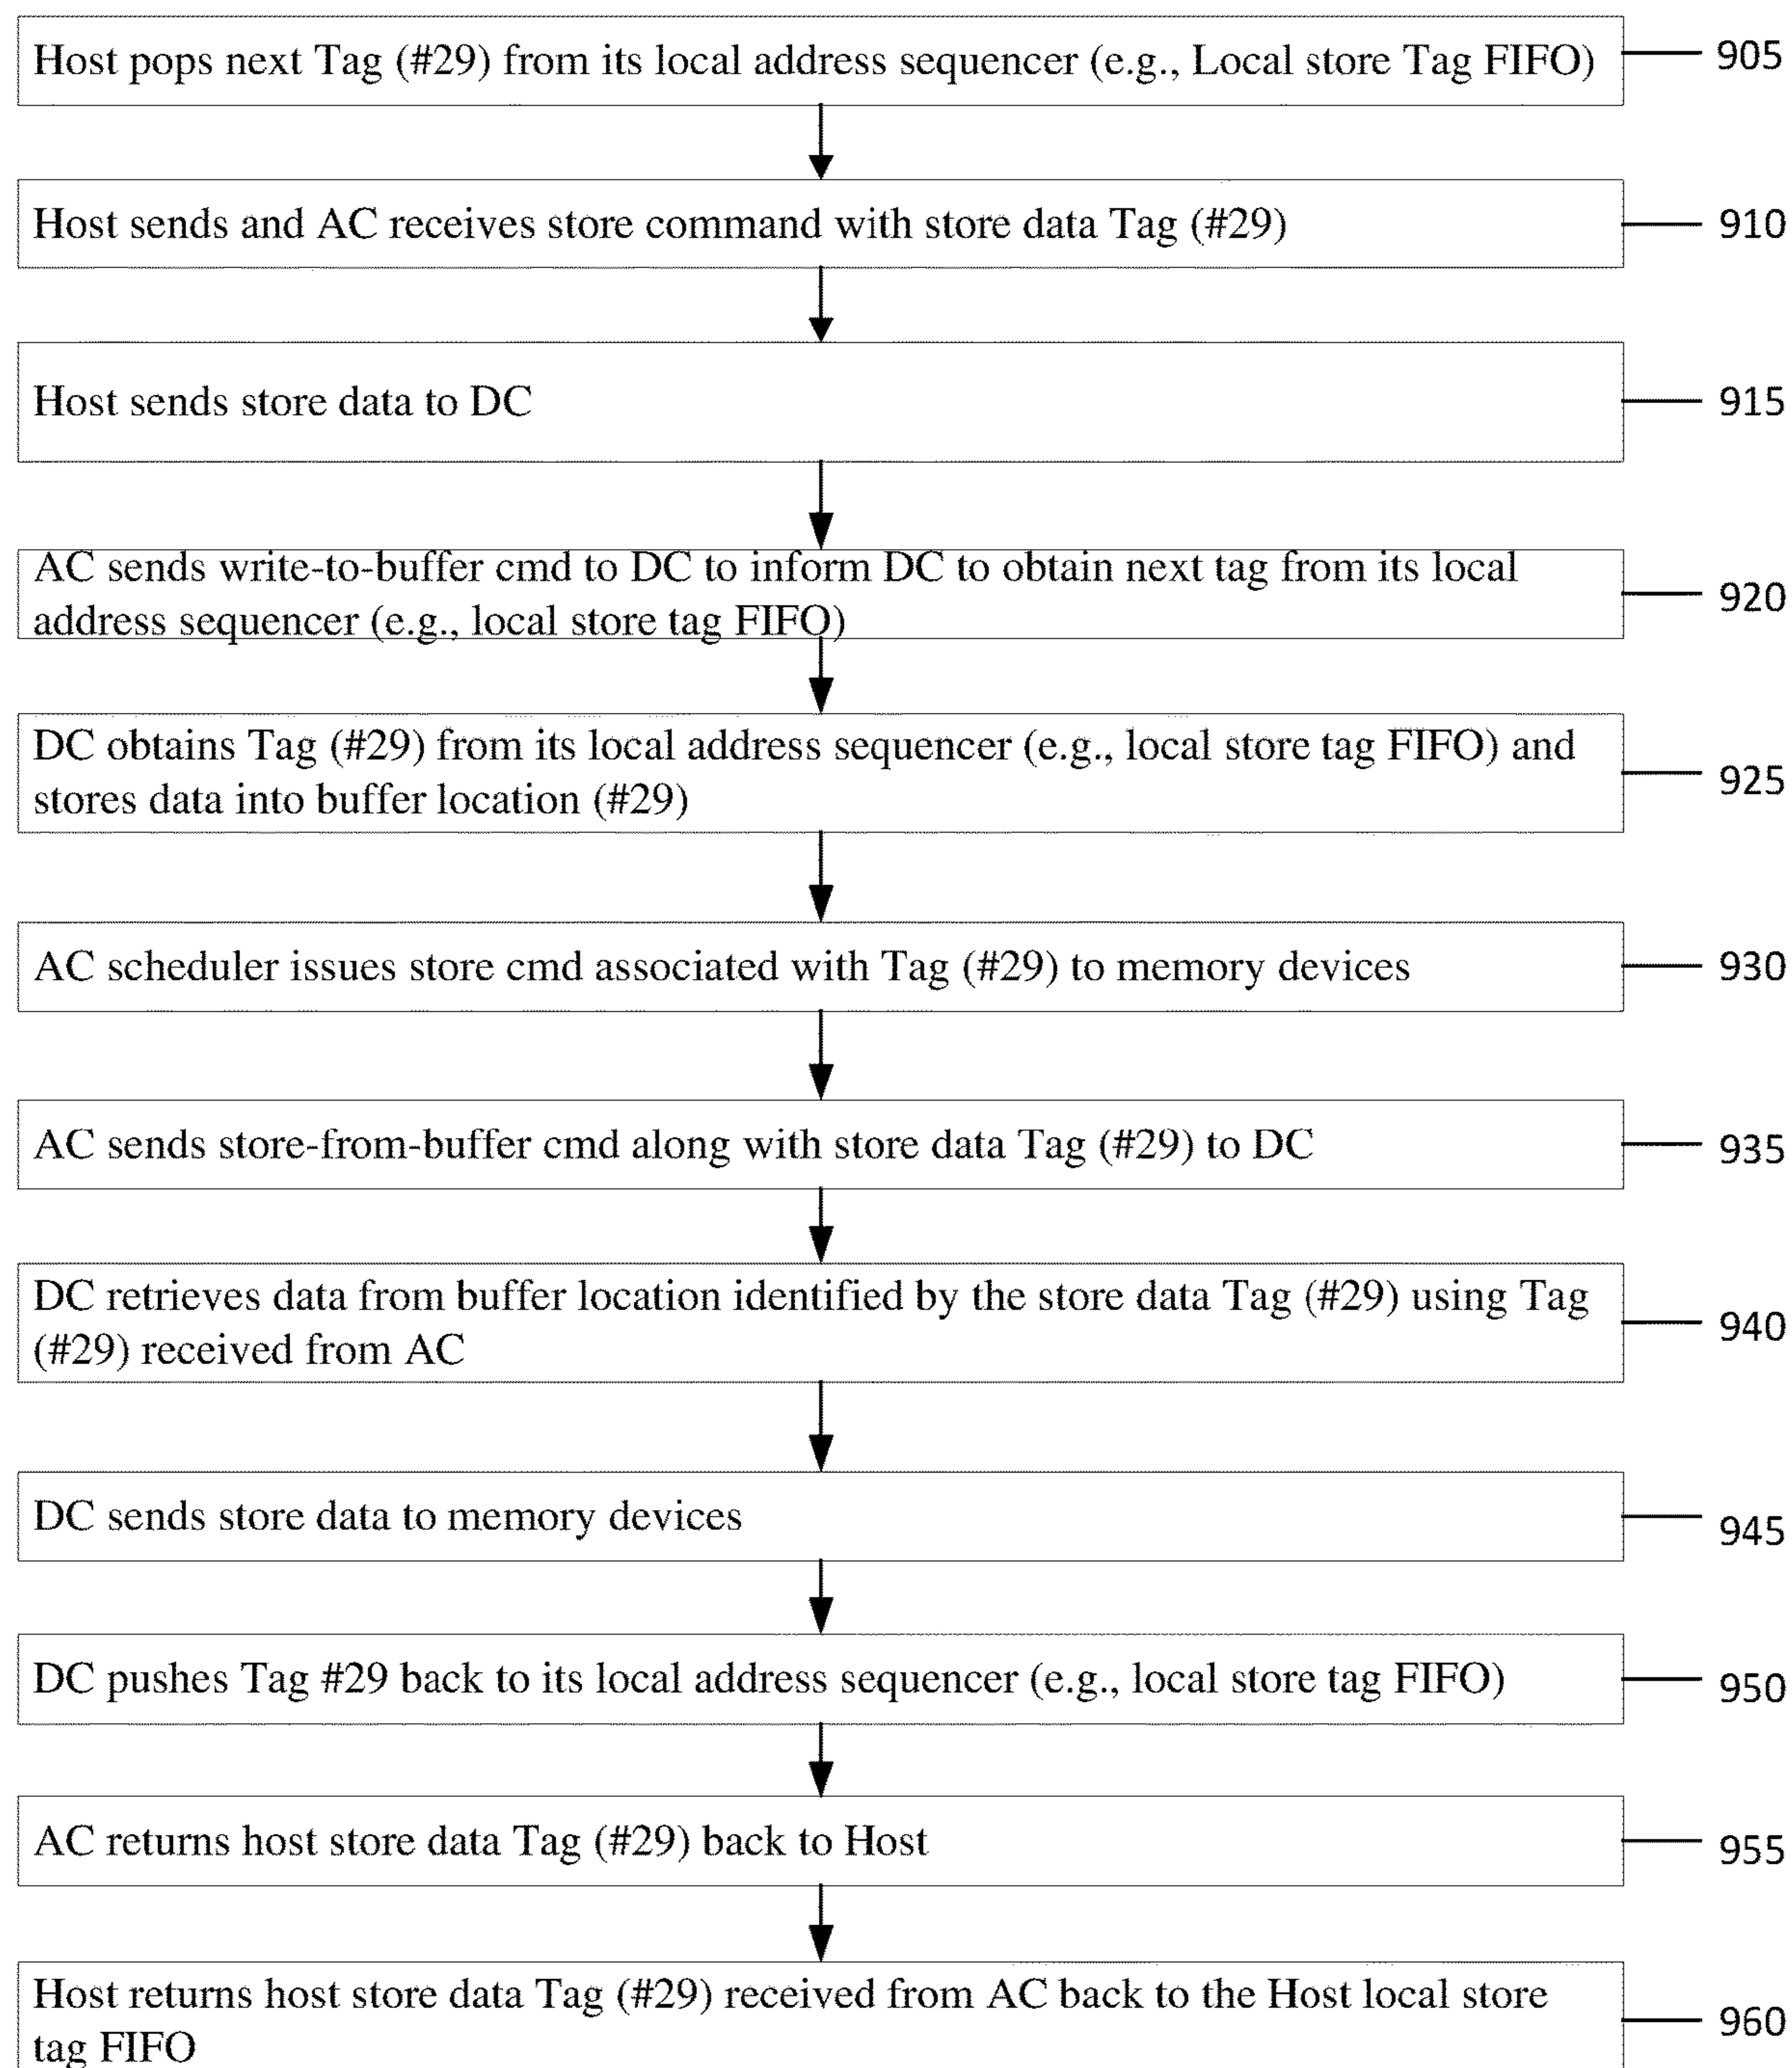 Host pops next Tag (#29) from its local address sequencer (e.g., Local store Tag FIFO)
905
Host sends and AC receives store command with store data Tag (#29)
910
Host sends store data to DC
915
AC sends write-to-buffer cmd to DC to inform DC to obtain next tag from its local
address sequencer (e.g., local store tag FIFO)
920
DC obtains Tag (#29) from its local address sequencer (e.g., local store tag FIFO) and
stores data into buffer location (#29)
925
AC scheduler issues store cmd associated with Tag (#29) to memory devices
930
AC sends store-from-buffer cmd along with store data Tag (#29) to DC
935
DC retrieves data from buffer location identified by the store data Tag (#29) using Tag
(#29) received from AC
940
DC sends store data to memory devices
945
DC pushes Tag #29 back to its local address sequencer (e.g., local store tag FIFO)
950
AC returns host store data Tag (#29) back to Host
955
Host returns host store data Tag (#29) received from AC back to the Host local store
tag FIFO
960